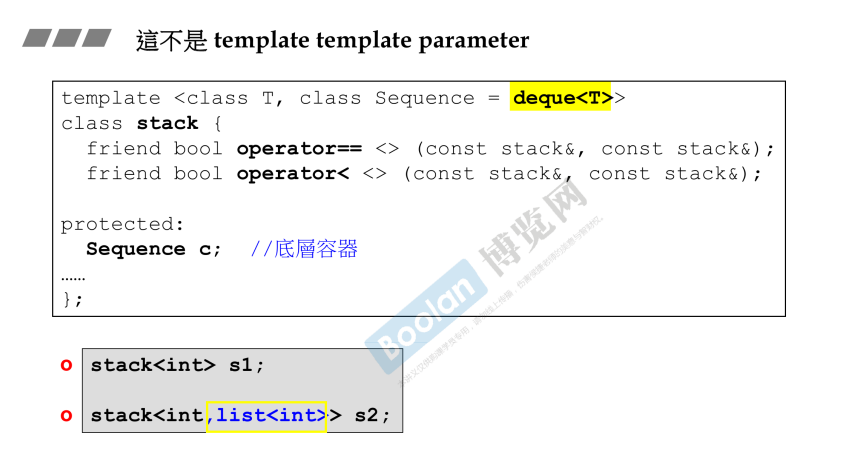 這不是 template template parameter
template <class T, class Sequence = deque<T>>
class stack {
friend bool operator== <> (const stack&, const stack&);
friend bool operator< <> (const stack&, const stack&);
protected:
Sequence c; //底層容器
……
};
Boolan 博览网
o stack<int> s1;
o stack<int,list<int>> s2;